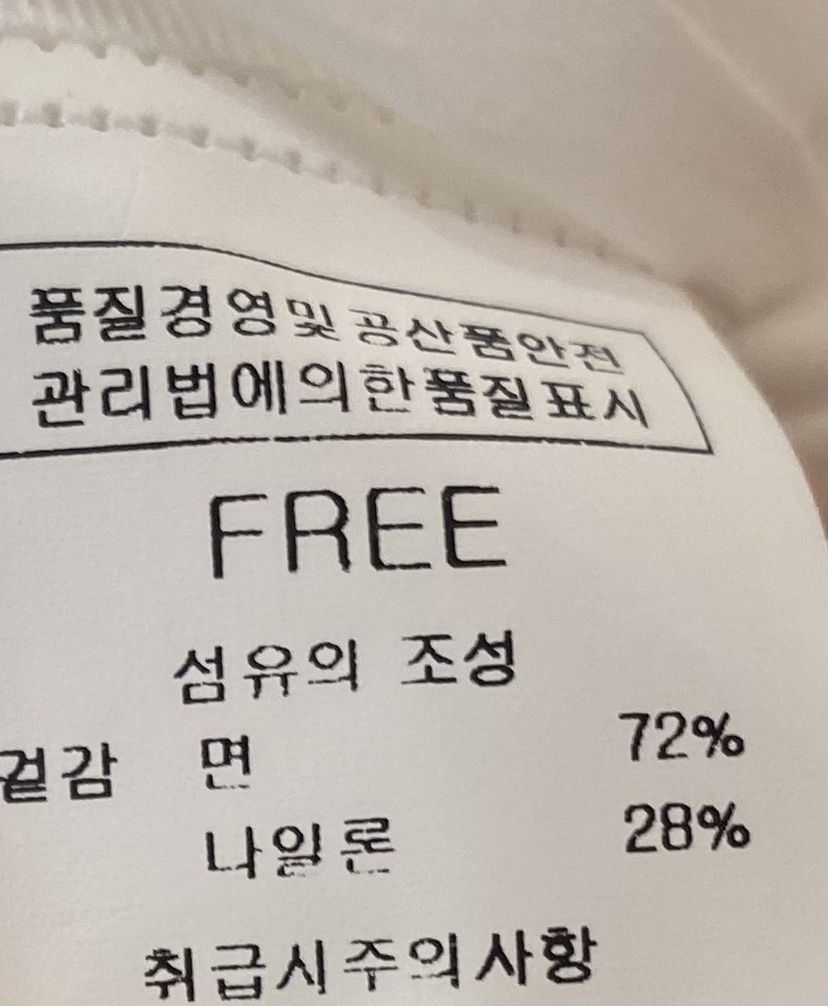 품질경영및 공산품안전
관리법에의한품질표시
FREE
섬유의 조성
겉감 면 72%
나일론 28%
취급시주의사항